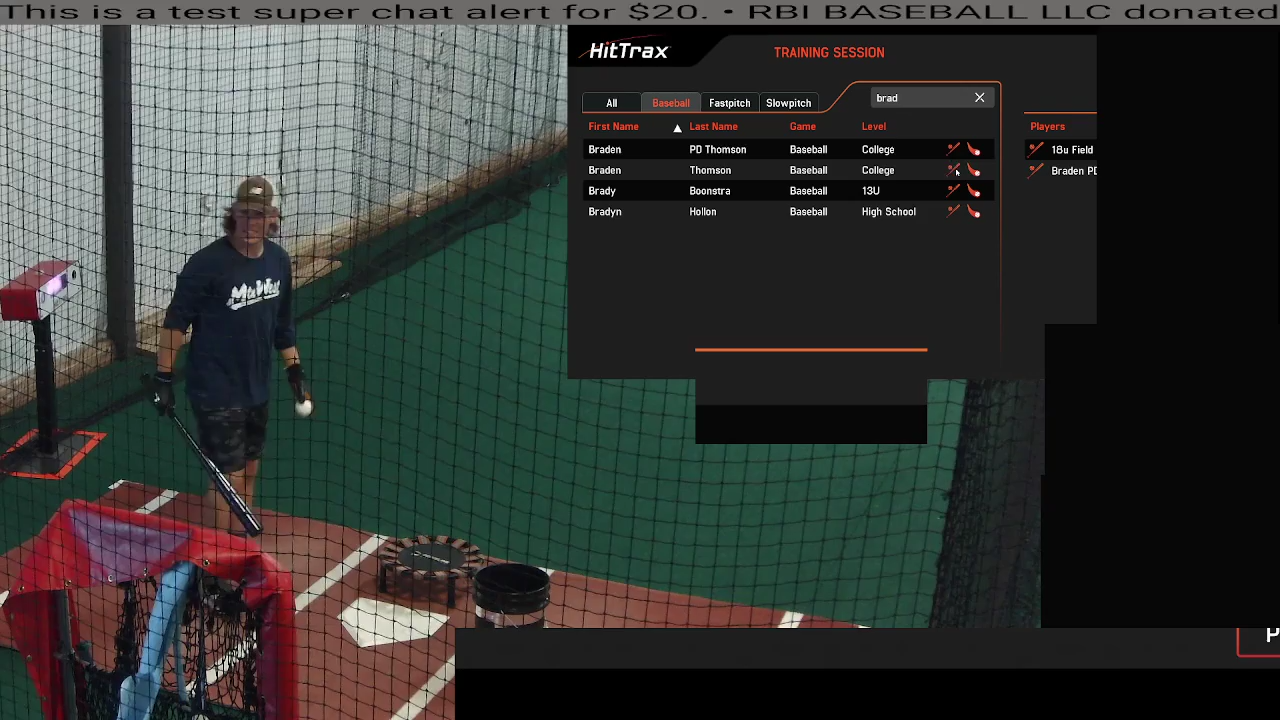 This is a test super chat alert for $20. • RBI BASEBALL LLC donated
HitTrax
TRAINING SESSION
All Baseball Fastpitch Slowpitch
brad
First Name Last Name Game Level
Braden PD Thomson Baseball College
Braden Thomson Baseball College
Brady Boonstra Baseball 13U
Bradyn Hollon Baseball High School
Players
18u Field
Braden PD
P